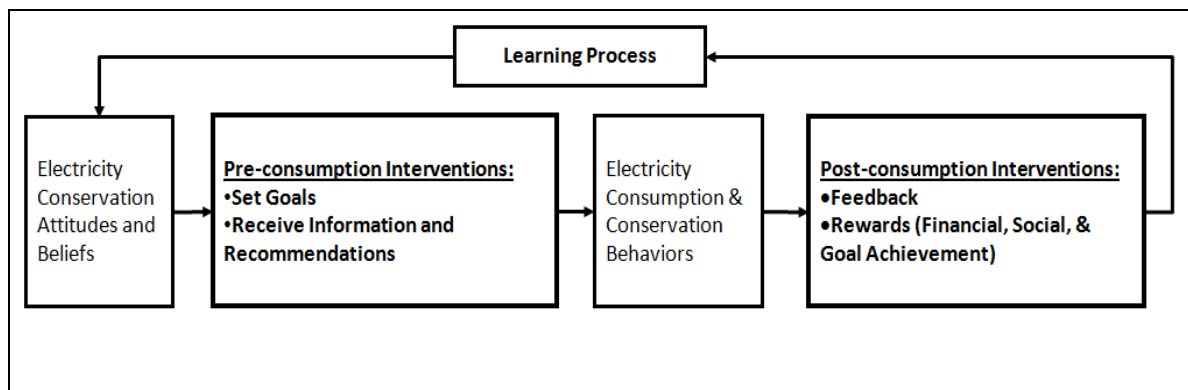 Learning Process
Electricity
Conservation
Attitudes and
Beliefs
Pre-consumption Interventions:
•Set Goals
•Receive Information and
Recommendations
Electricity
Consumption &
Conservation
Behaviors
Post-consumption Interventions:
•Feedback
•Rewards (Financial, Social, &
Goal Achievement)